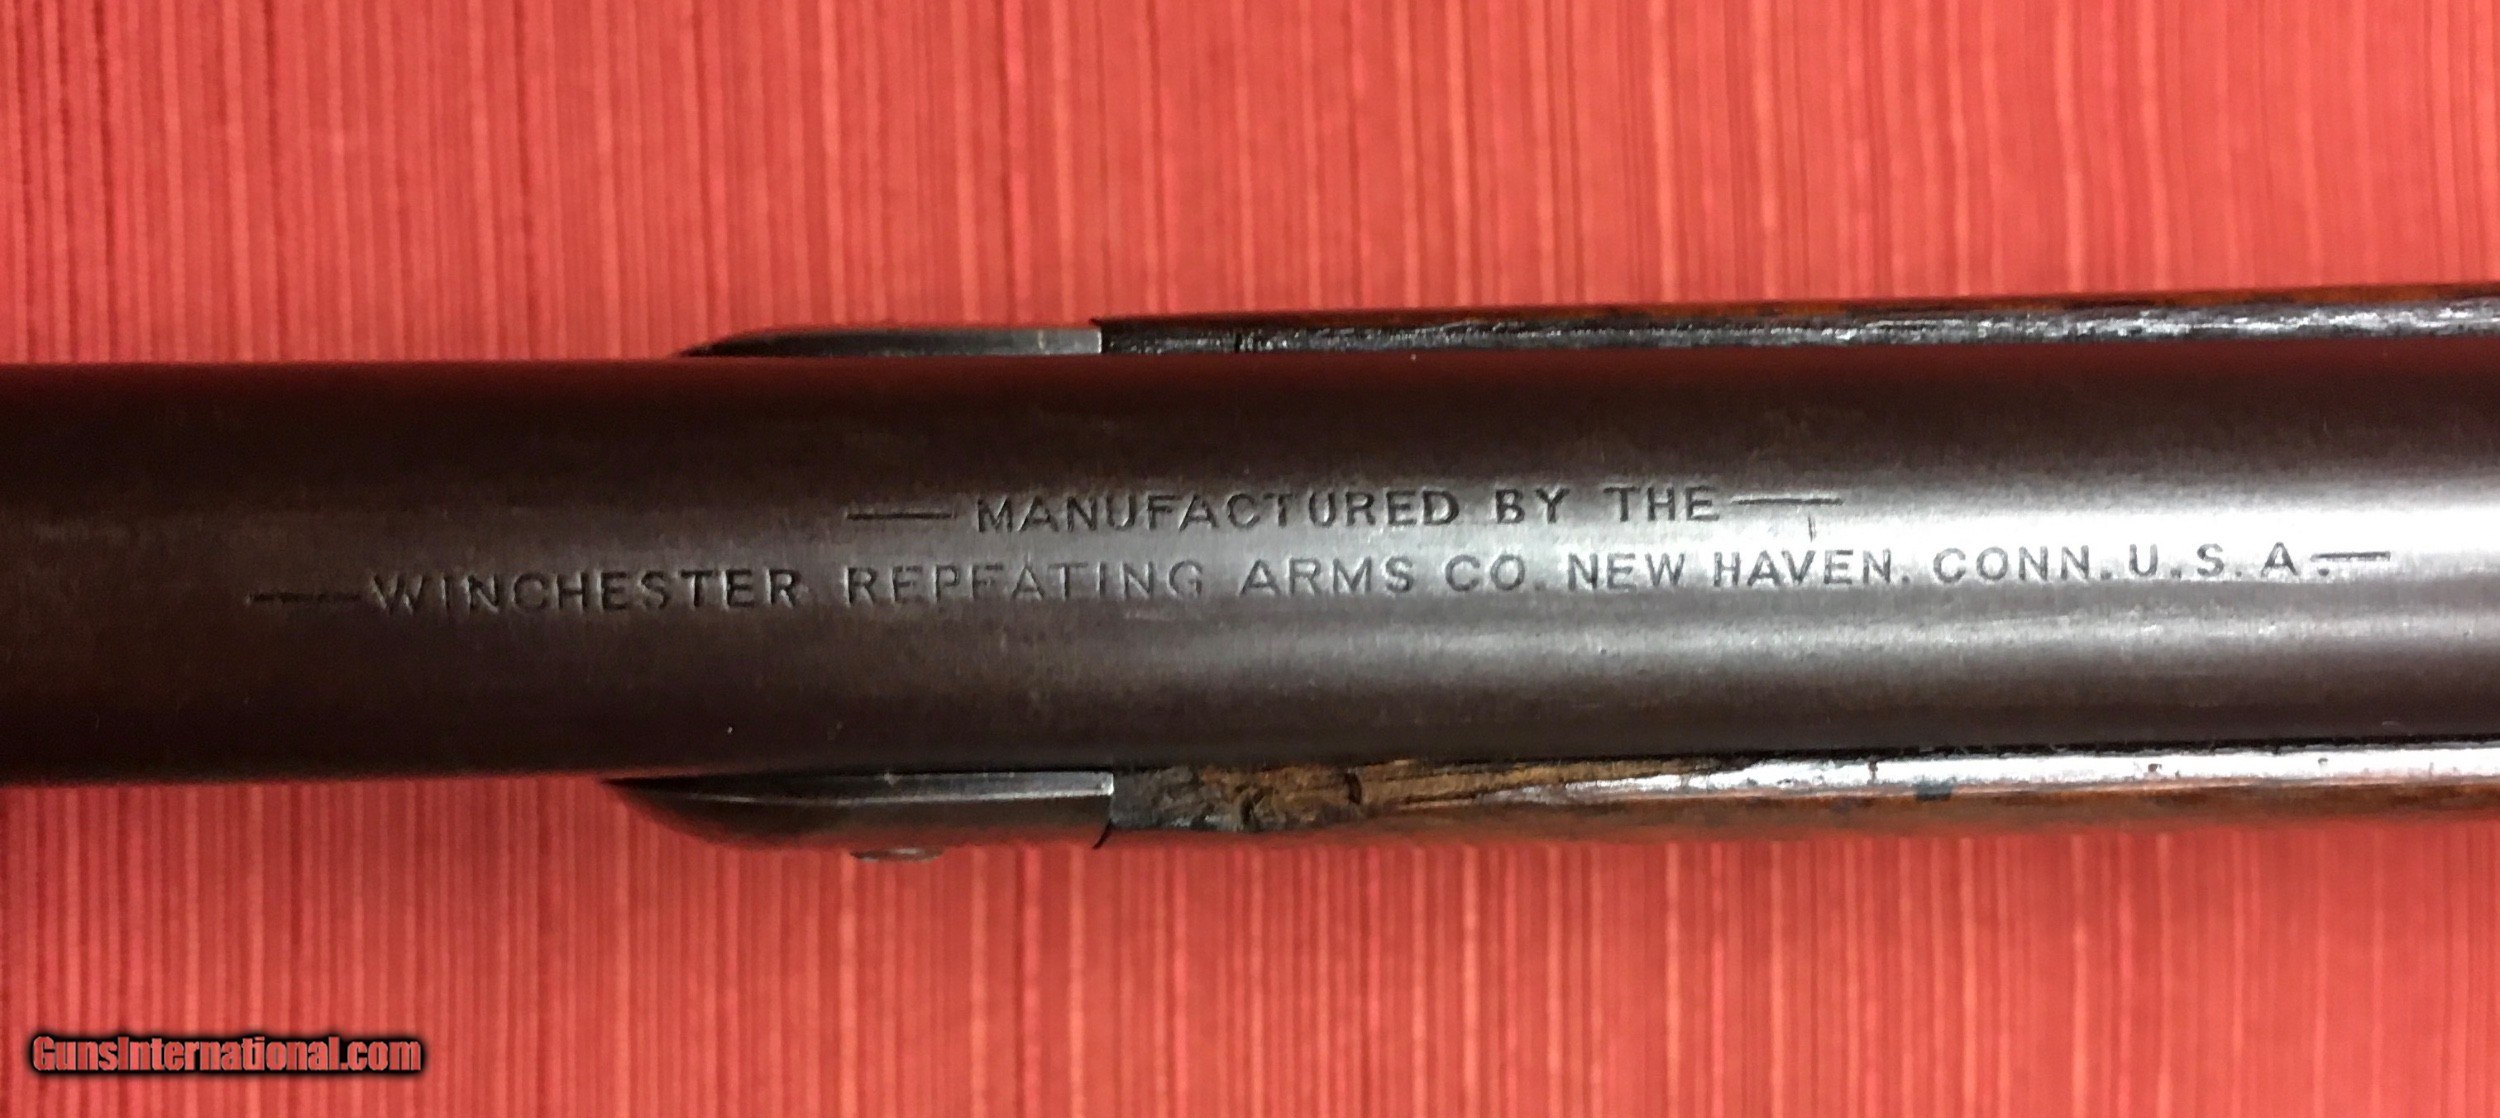 — MANUFACTURED BY THE —
— WINCHESTER REPEATING ARMS CO. NEW HAVEN. CONN. U.S.A. —
GunsInternational.com